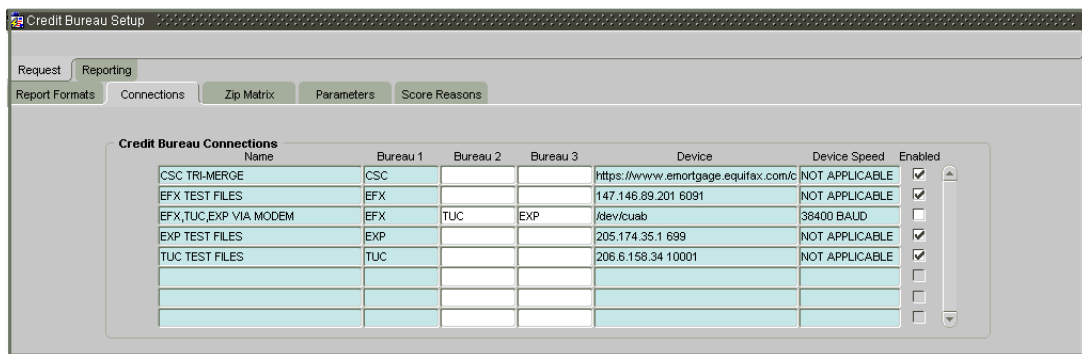 Credit Bureau Setup
Request Reporting
Report Formats Connections Zip Matrix Parameters Score Reasons
Credit Bureau Connections
Name Bureau 1 Bureau 2 Bureau 3 Device Device Speed Enabled
CSC TRI-MERGE CSC https://www.emortgage.equifax.com/c NOT APPLICABLE
EFX TEST FILES EFX 147.146.89.201 6091 NOT APPLICABLE
EFX,TUC,EXP VIA MODEM EFX TUC EXP /dev/cuab 38400 BAUD
EXP TEST FILES EXP 205.174.35.1 699 NOT APPLICABLE
TUC TEST FILES TUC 206.6.158.34 10001 NOT APPLICABLE